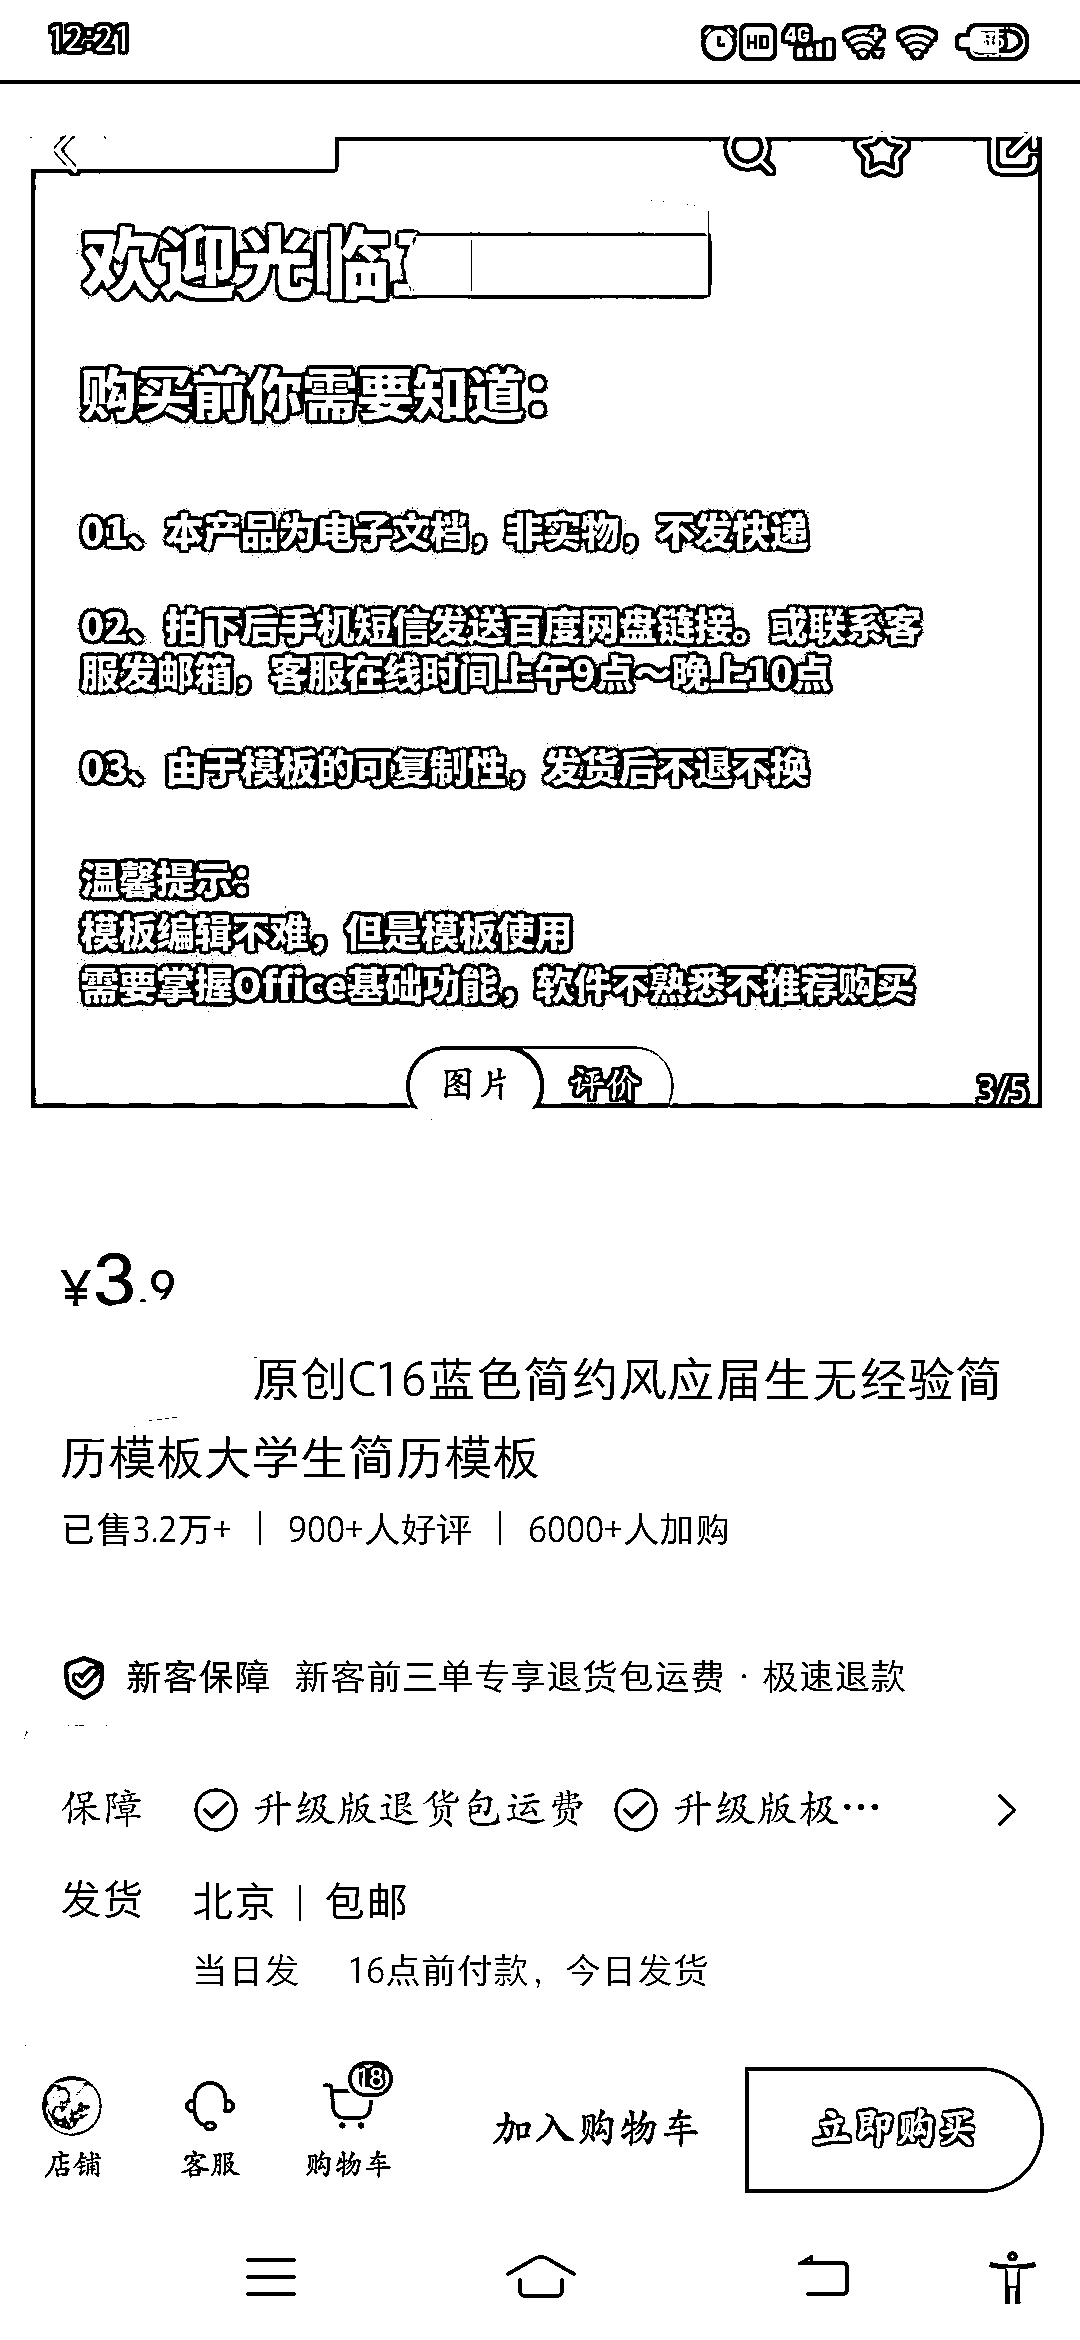 12:21
HD 4G
欢迎光临
购买前你需要知道：
01、本产品为电子文档，非实物，不发快递
02、拍下后手机短信发送百度网盘链接。或联系客
服发邮箱，客服在线时间上午9点～晚上10点
03、由于模板的可复制性，发货后不退不换
温馨提示：
模板编辑不难，但是模板使用
需要掌握Office基础功能，软件不熟悉不推荐购买
图片 评价 3/5
¥3.9
原创C16蓝色简约风应届生无经验简
历模板大学生简历模板
已售3.2万+ | 900+人好评 | 6000+人加购
新客保障 新客前三单专享退货包运费 · 极速退款
保障 升级版退货包运费 升级版极…
发货 北京 | 包邮
当日发 16点前付款，今日发货
18
店铺 客服 购物车 加入购物车 立即购买